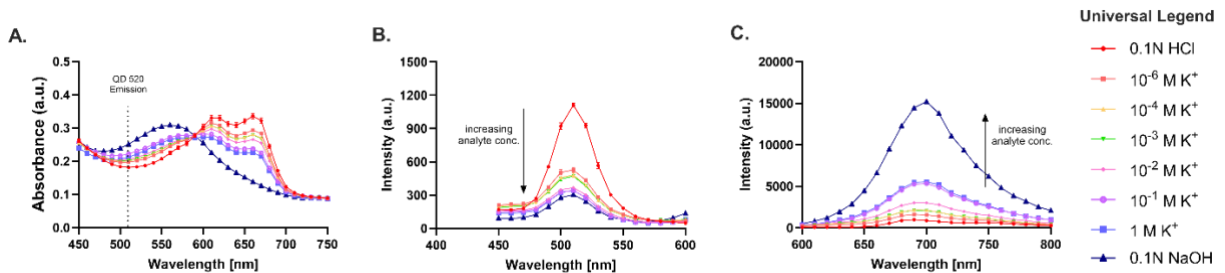 A.
Absorbance (a.u.)
0.5
0.4
0.3
0.2
0.1
0.0
QD 520
Emission
450 500 550 600 650 700 750
Wavelength [nm]
B.
Intensity (a.u.)
1500
1200
900
600
300
0
increasing
analyte conc.
400 450 500 550 600
Wavelength [nm]
C.
Intensity (a.u.)
20000
15000
10000
5000
0
increasing
analyte conc.
600 650 700 750 800
Wavelength [nm]
Universal Legend
0.1N HCl
10⁻⁶ M K⁺
10⁻⁴ M K⁺
10⁻³ M K⁺
10⁻² M K⁺
10⁻¹ M K⁺
1 M K⁺
0.1N NaOH